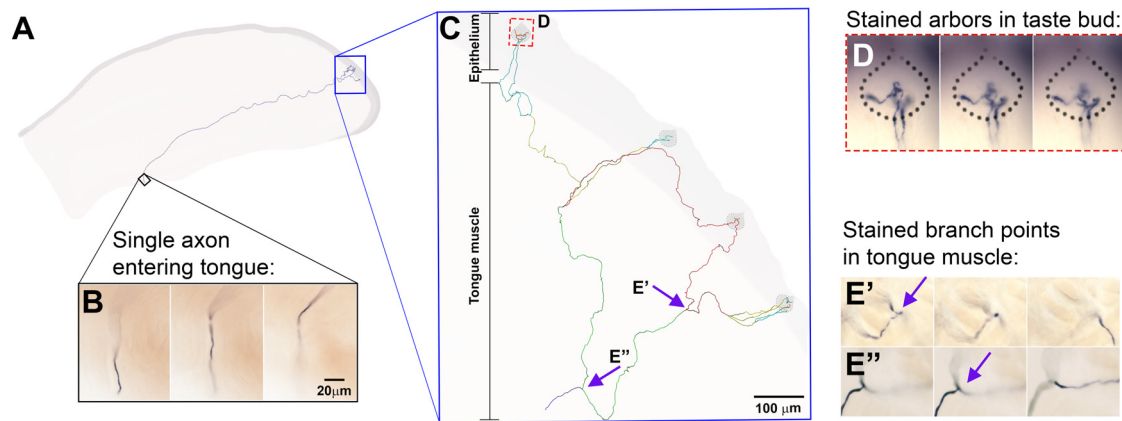 A
B
Single axon
entering tongue:
20μm
C
D
Epithelium
Tongue muscle
E'
E"
100 μm
Stained arbors in taste bud:
D
Stained branch points
in tongue muscle:
E'
E"